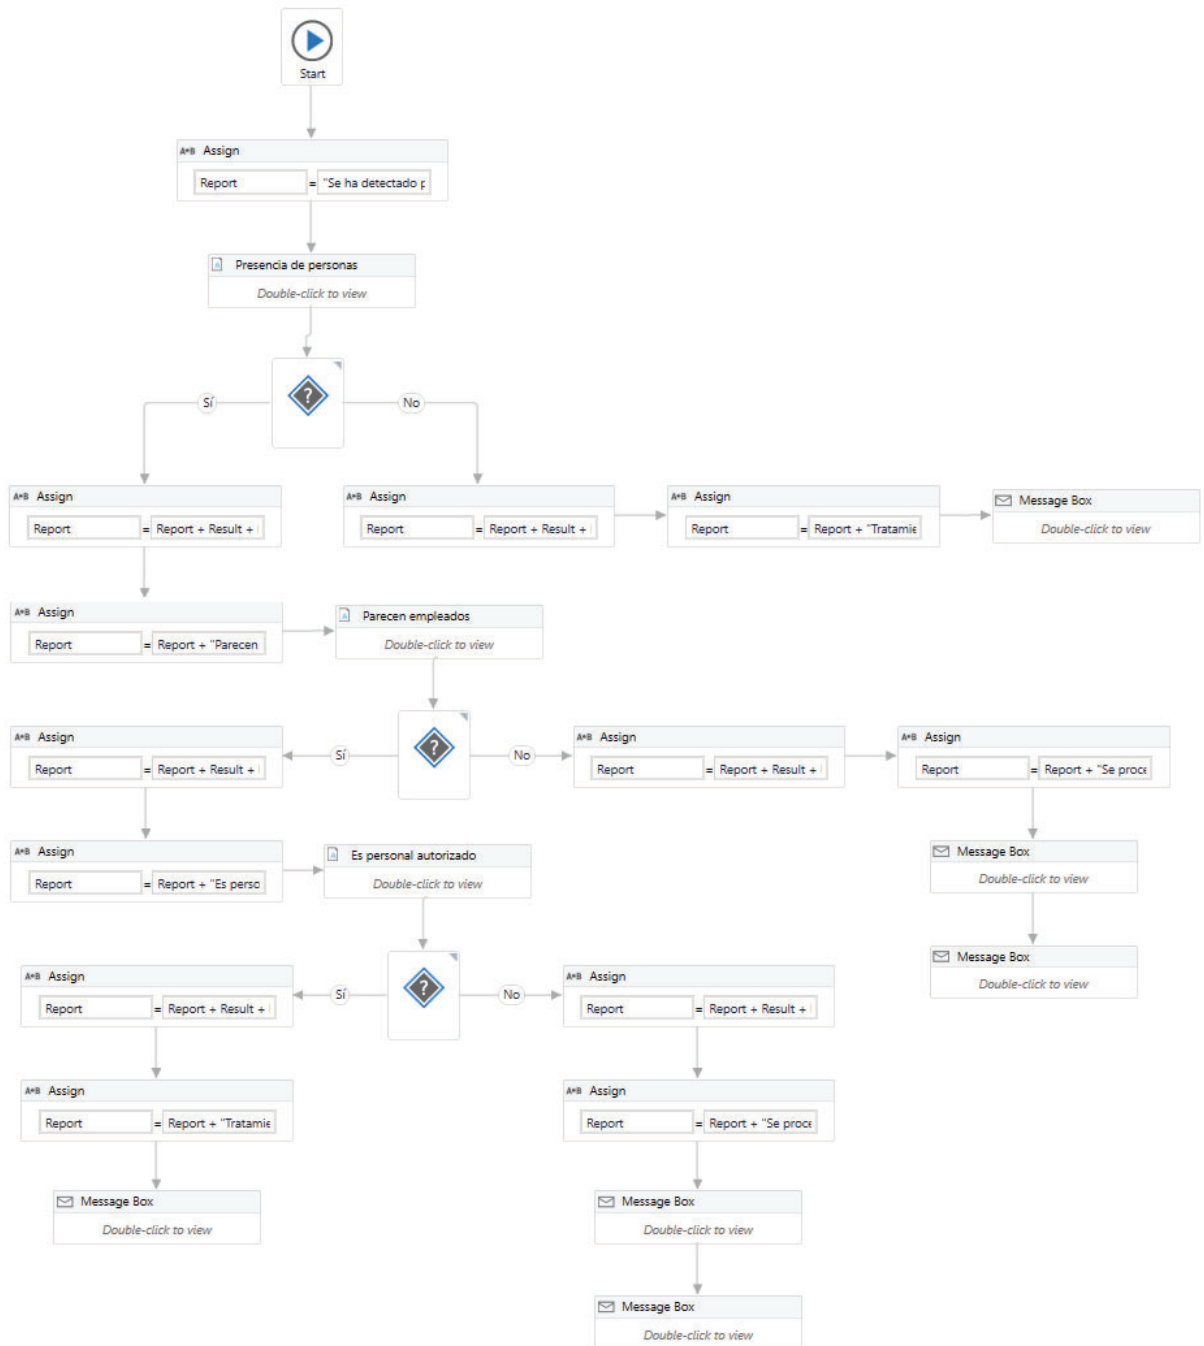 Start
A*B Assign
Report = "Se ha detectado p
Presencia de personas
Double-click to view
?
Sí No
A*B Assign A*B Assign A*B Assign Message Box
Report = Report + Result + Report = Report + Result + Report = Report + "Tratamie Double-click to view
A*B Assign Parecen empleados
Report = Report + "Parecen Double-click to view
A*B Assign Sí ? No A*B Assign A*B Assign
Report = Report + Result + Report = Report + Result + Report = Report + "Se proce
A*B Assign Es personal autorizado Message Box
Report = Report + "Es perso Double-click to view Double-click to view
Message Box
Double-click to view
A*B Assign Sí ? No A*B Assign
Report = Report + Result + Report = Report + Result +
A*B Assign A*B Assign
Report = Report + "Tratamie Report = Report + "Se proce
Message Box Message Box
Double-click to view Double-click to view
Message Box
Double-click to view